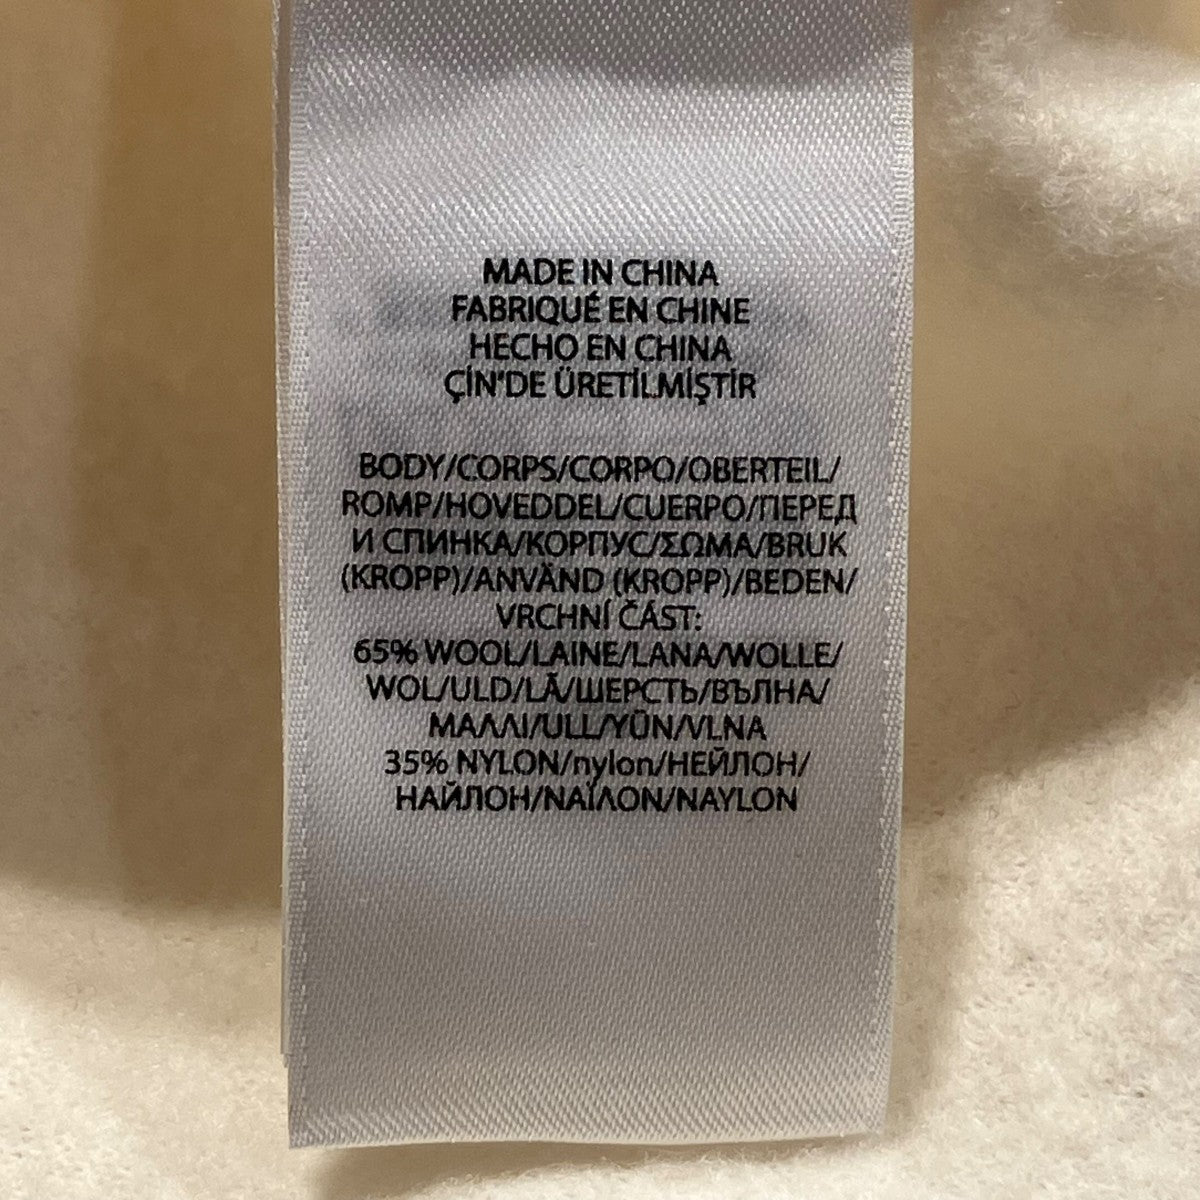 MADE IN CHINA
FABRIQUÉ EN CHINE
HECHO EN CHINA
ÇİN'DE ÜRETİLMİŞTİR
BODY/CORPS/CORPO/OBERTEIL/
ROMP/HOVEDDEL/CUERPO/ПЕРЕД
И СПИНКА/КОРПУС/ΣΩΜΑ/BRUK
(KROPP)/ANVÄND (KROPP)/BEDEN/
VRCHNÍ ČÁST:
65% WOOL/LAINE/LANA/WOLLE/
WOL/ULD/LÃ/ШЕРСТЬ/ВЪЛНА/
ΜΑΛΛΙ/ULL/YÜN/VLNA
35% NYLON/nylon/НЕЙЛОН/
НАЙЛОН/ΝΑΪΛΟΝ/NAYLON